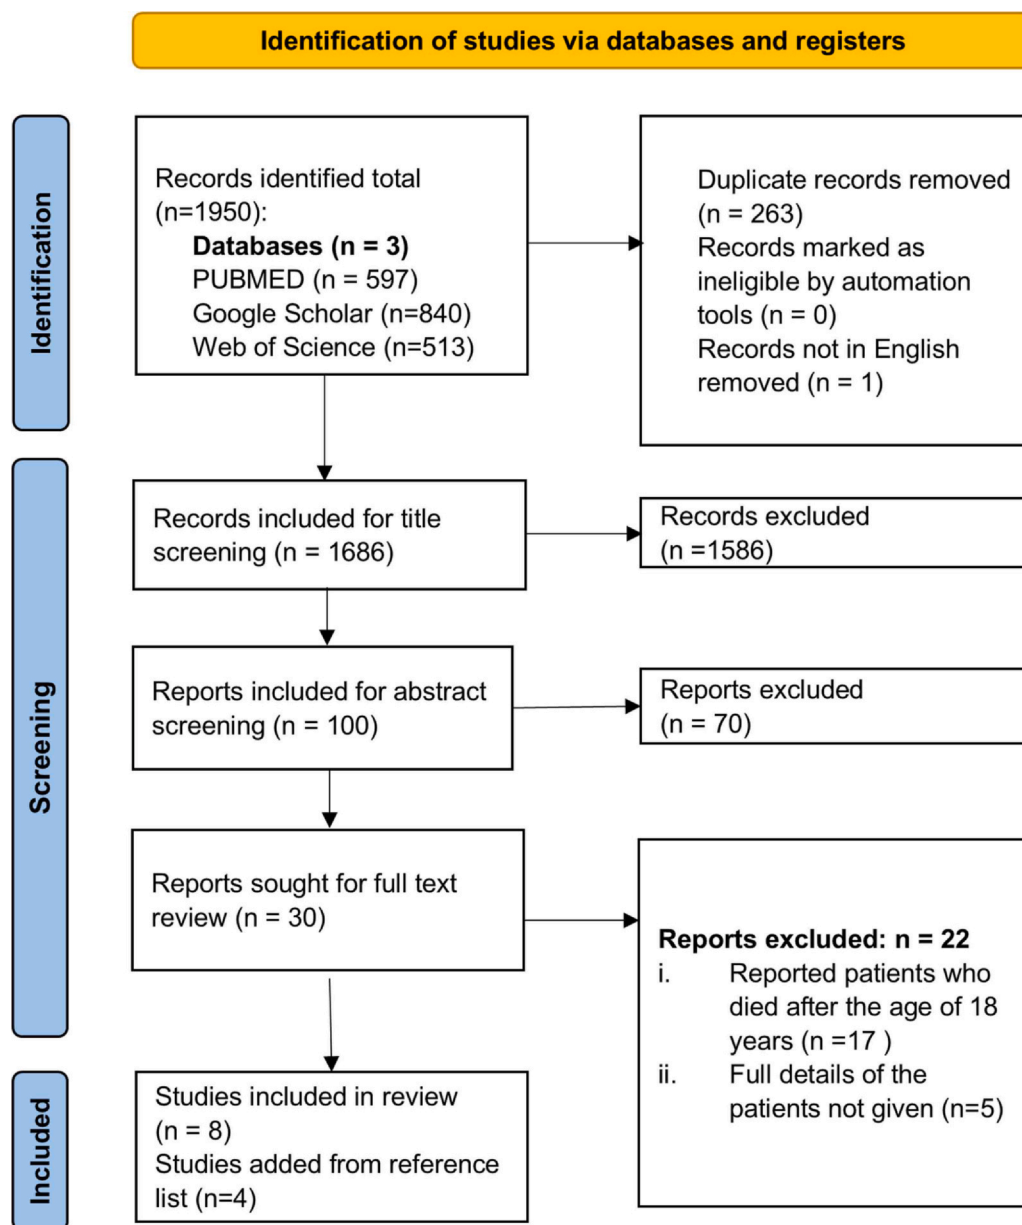 Identification of studies via databases and registers
Identification
Records identified total
(n=1950):
Databases (n = 3)
PUBMED (n = 597)
Google Scholar (n=840)
Web of Science (n=513)
Duplicate records removed
(n = 263)
Records marked as
ineligible by automation
tools (n = 0)
Records not in English
removed (n = 1)
Screening
Records included for title
screening (n = 1686)
Records excluded
(n =1586)
Reports included for abstract
screening (n = 100)
Reports excluded
(n = 70)
Reports sought for full text
review (n = 30)
Reports excluded: n = 22
i. Reported patients who
died after the age of 18
years (n =17 )
ii. Full details of the
patients not given (n=5)
Included
Studies included in review
(n = 8)
Studies added from reference
list (n=4)